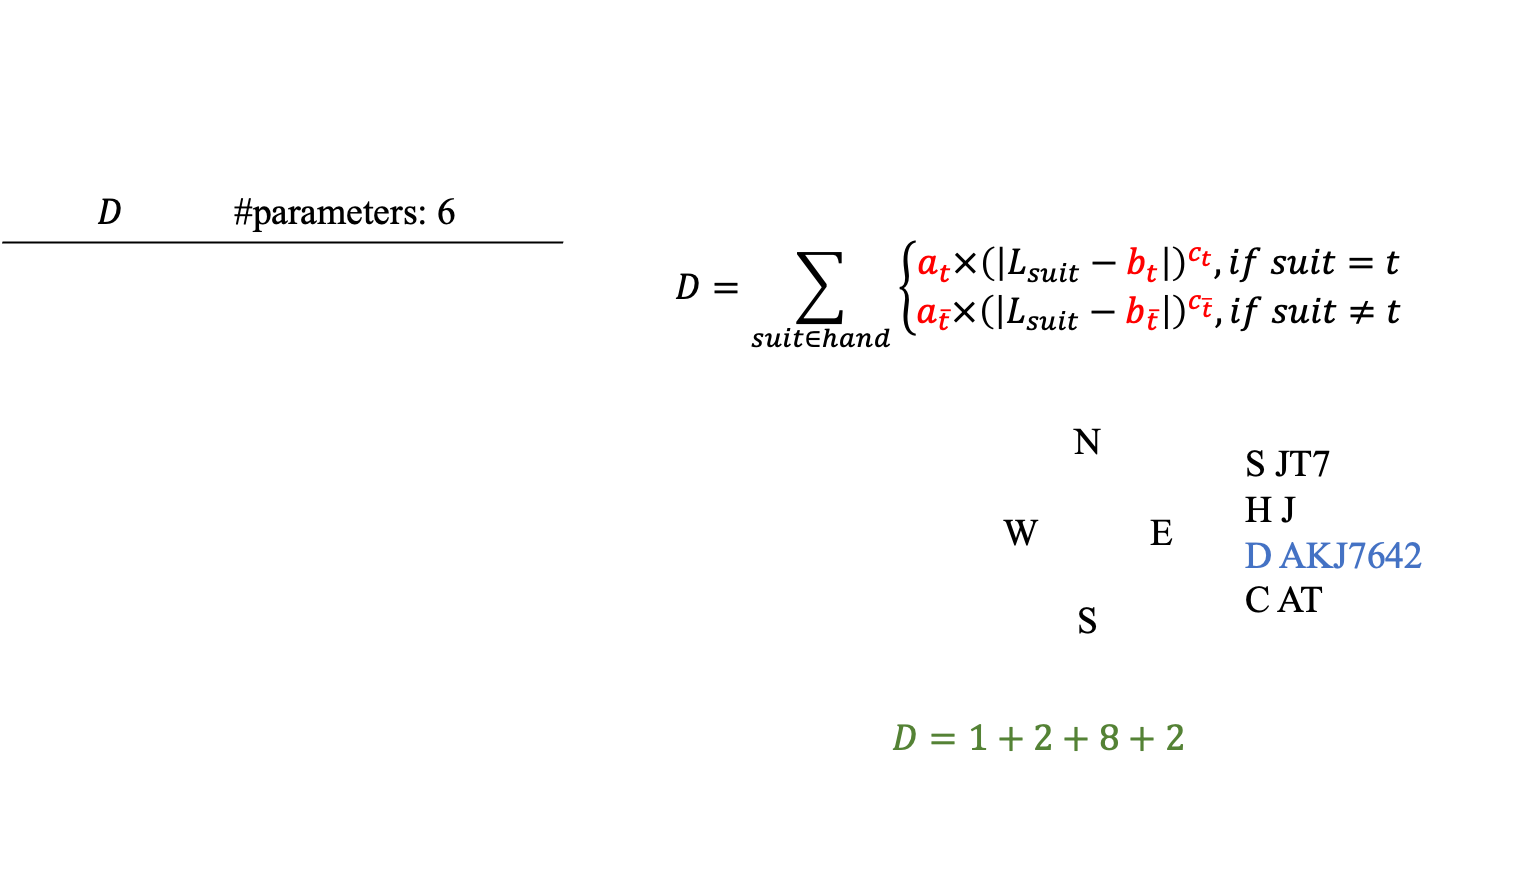 D #parameters: 6
D = ∑ suit∈hand { a_t×(|L_suit − b_t|)^{c_t}, if suit = t
a_t̄×(|L_suit − b_t̄|)^{c_t̄}, if suit ≠ t
N
S JT7
H J
W E
D AKJ7642
C AT
S
D = 1 + 2 + 8 + 2